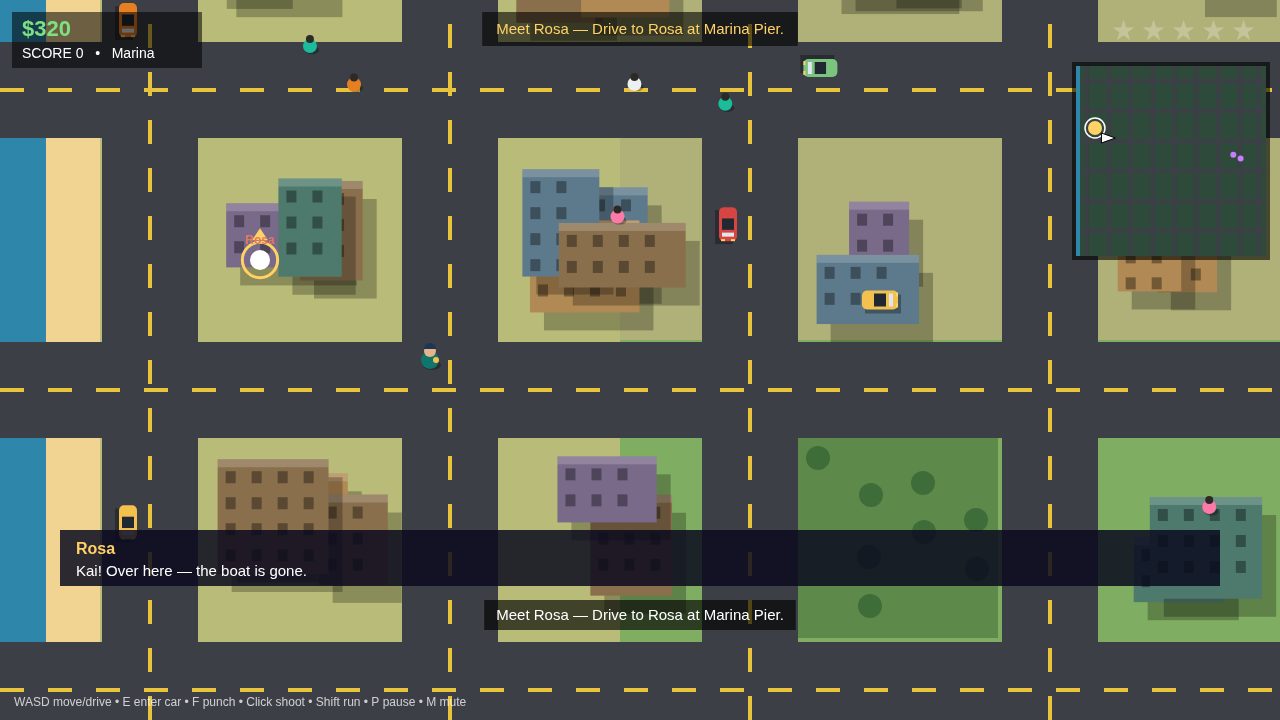 $320
SCORE 0 • Marina
Meet Rosa — Drive to Rosa at Marina Pier.
Rosa
Rosa
Kai! Over here — the boat is gone.
Meet Rosa — Drive to Rosa at Marina Pier.
WASD move/drive • E enter car • F punch • Click shoot • Shift run • P pause • M mute